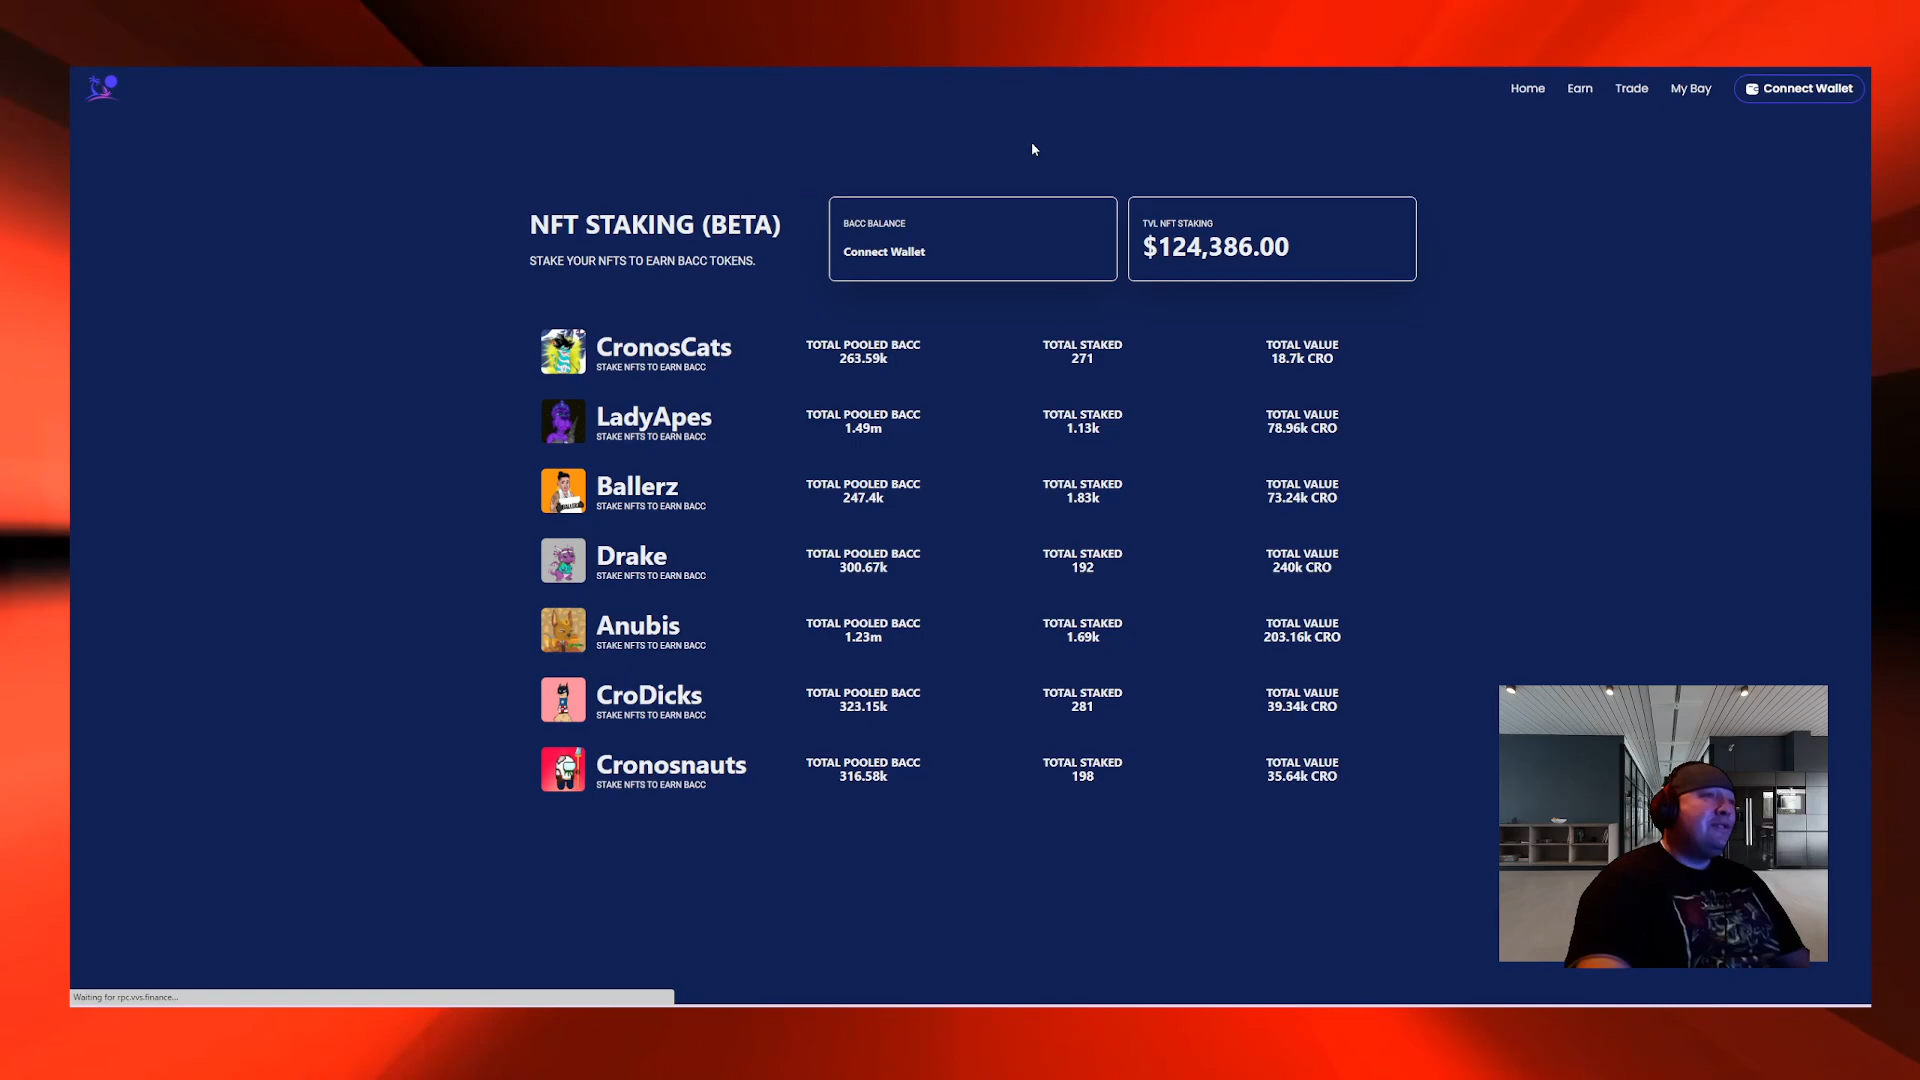 Home Earn Trade My Bay Connect Wallet
NFT STAKING (BETA)
STAKE YOUR NFTS TO EARN BACC TOKENS.
BACC BALANCE
Connect Wallet
TVL NFT STAKING
$124,386.00
CronosCats
STAKE NFTS TO EARN BACC
TOTAL POOLED BACC
263.59k
TOTAL STAKED
271
TOTAL VALUE
18.7k CRO
LadyApes
STAKE NFTS TO EARN BACC
TOTAL POOLED BACC
1.49m
TOTAL STAKED
1.13k
TOTAL VALUE
78.96k CRO
Ballerz
STAKE NFTS TO EARN BACC
TOTAL POOLED BACC
247.4k
TOTAL STAKED
1.83k
TOTAL VALUE
73.24k CRO
Drake
STAKE NFTS TO EARN BACC
TOTAL POOLED BACC
300.67k
TOTAL STAKED
192
TOTAL VALUE
240k CRO
Anubis
STAKE NFTS TO EARN BACC
TOTAL POOLED BACC
1.23m
TOTAL STAKED
1.69k
TOTAL VALUE
203.16k CRO
CroDicks
STAKE NFTS TO EARN BACC
TOTAL POOLED BACC
323.15k
TOTAL STAKED
281
TOTAL VALUE
39.34k CRO
Cronosnauts
STAKE NFTS TO EARN BACC
TOTAL POOLED BACC
316.58k
TOTAL STAKED
198
TOTAL VALUE
35.64k CRO
Waiting for rpc.vvs.finance...